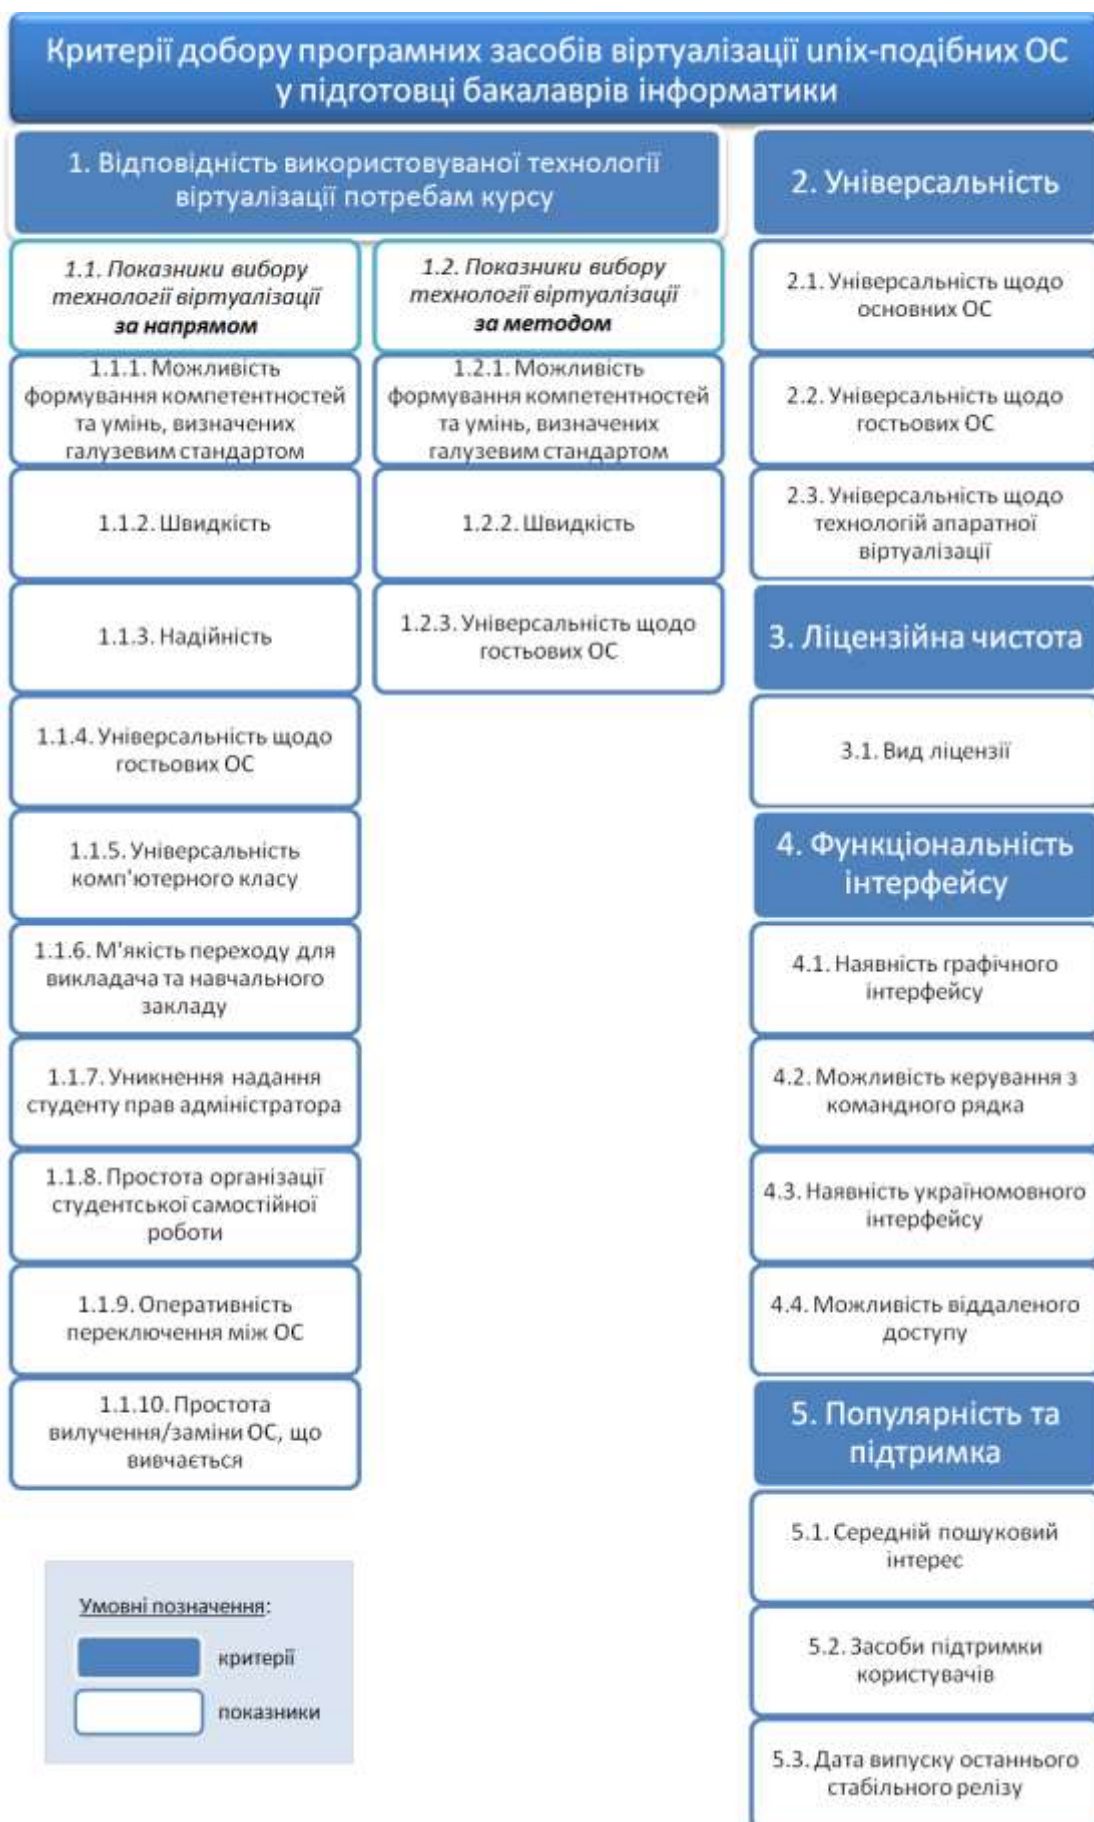 Критерії добору програмних засобів віртуалізації unix-подібних ОС
у підготовці бакалаврів інформатики
1. Відповідність використовуваної технології
віртуалізації потребам курсу
1.1. Показники вибору
технології віртуалізації
за напрямом
1.1.1. Можливість
формування компетентностей
та умінь, визначених
галузевим стандартом
1.1.2. Швидкість
1.1.3. Надійність
1.1.4. Універсальність щодо
гостьових ОС
1.1.5. Універсальність
комп'ютерного класу
1.1.6. М'якість переходу для
викладача та навчального
закладу
1.1.7. Уникнення надання
студенту прав адміністратора
1.1.8. Простота організації
студентської самостійної
роботи
1.1.9. Оперативність
переключення між ОС
1.1.10. Простота
вилучення/заміни ОС, що
вивчається
1.2. Показники вибору
технології віртуалізації
за методом
1.2.1. Можливість
формування компетентностей
та умінь, визначених
галузевим стандартом
1.2.2. Швидкість
1.2.3. Універсальність щодо
гостьових ОС
2. Універсальність
2.1. Універсальність щодо
основних ОС
2.2. Універсальність щодо
гостьових ОС
2.3. Універсальність щодо
технологій апаратної
віртуалізації
3. Ліцензійна чистота
3.1. Вид ліцензії
4. Функціональність
інтерфейсу
4.1. Наявність графічного
інтерфейсу
4.2. Можливість керування з
командного рядка
4.3. Наявність україномовного
інтерфейсу
4.4. Можливість віддаленого
доступу
5. Популярність та
підтримка
5.1. Середній пошуковий
інтерес
5.2. Засоби підтримки
користувачів
5.3. Дата випуску останнього
стабільного релізу
Умовні позначення:
критерії
показники